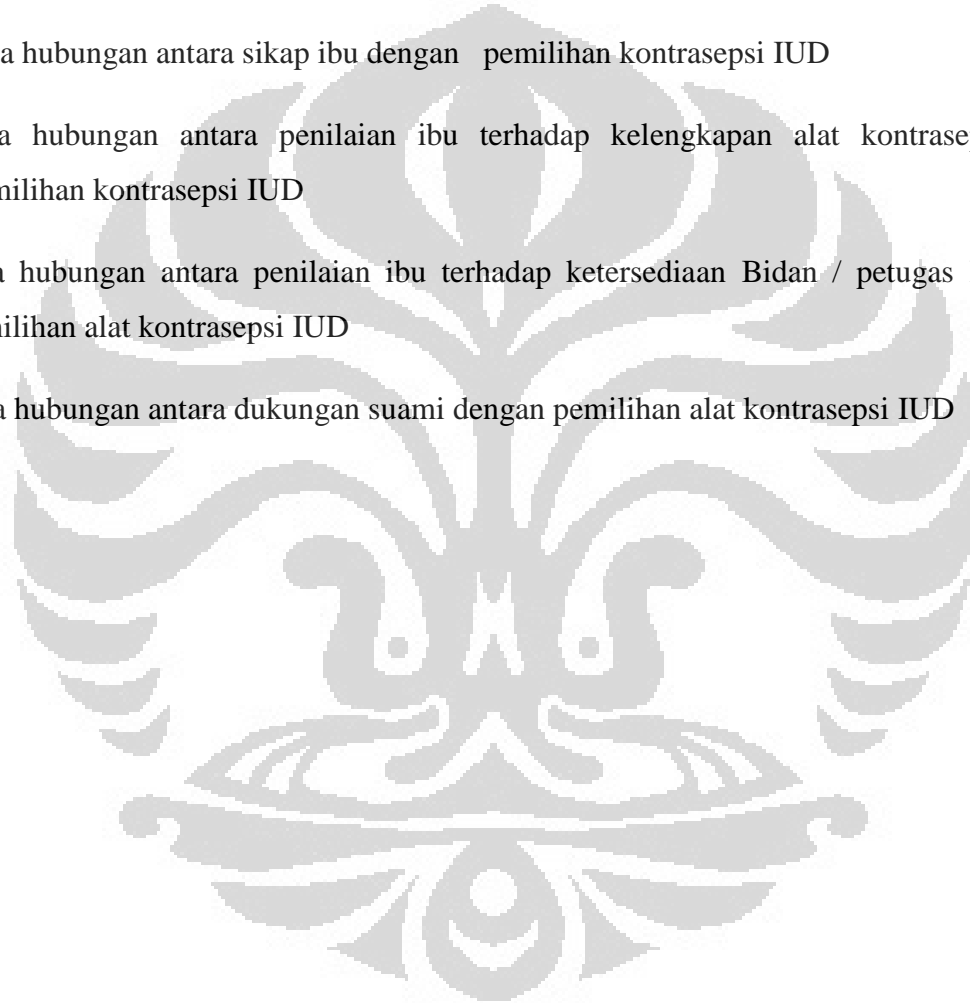 a hubungan antara sikap ibu dengan pemilihan kontrasepsi IUD
a hubungan antara penilaian ibu terhadap kelengkapan alat kontrase
milihan kontrasepsi IUD
a hubungan antara penilaian ibu terhadap ketersediaan Bidan / petugas
milihan alat kontrasepsi IUD
a hubungan antara dukungan suami dengan pemilihan alat kontrasepsi IUD